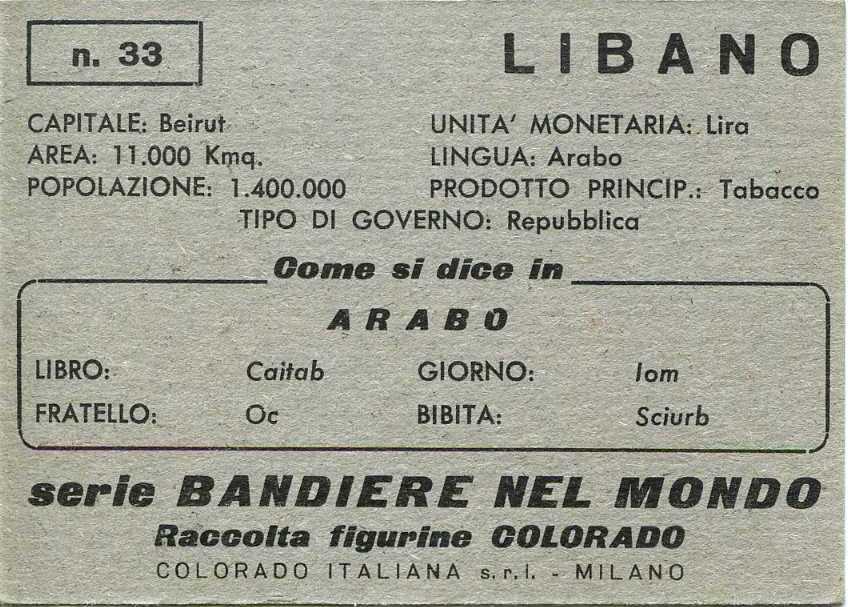 n. 33
LIBANO
CAPITALE: Beirut
UNITA' MONETARIA: Lira
AREA: 11.000 Kmq.
LINGUA: Arabo
POPOLAZIONE: 1.400.000
PRODOTTO PRINCIP.: Tabacco
TIPO DI GOVERNO: Repubblica
Come si dice in
ARABO
LIBRO: Caitab
GIORNO: Iom
FRATELLO: Oc
BIBITA: Sciurb
serie BANDIERE NEL MONDO
Raccolta figurine COLORADO
COLORADO ITALIANA s.r.l. - MILANO